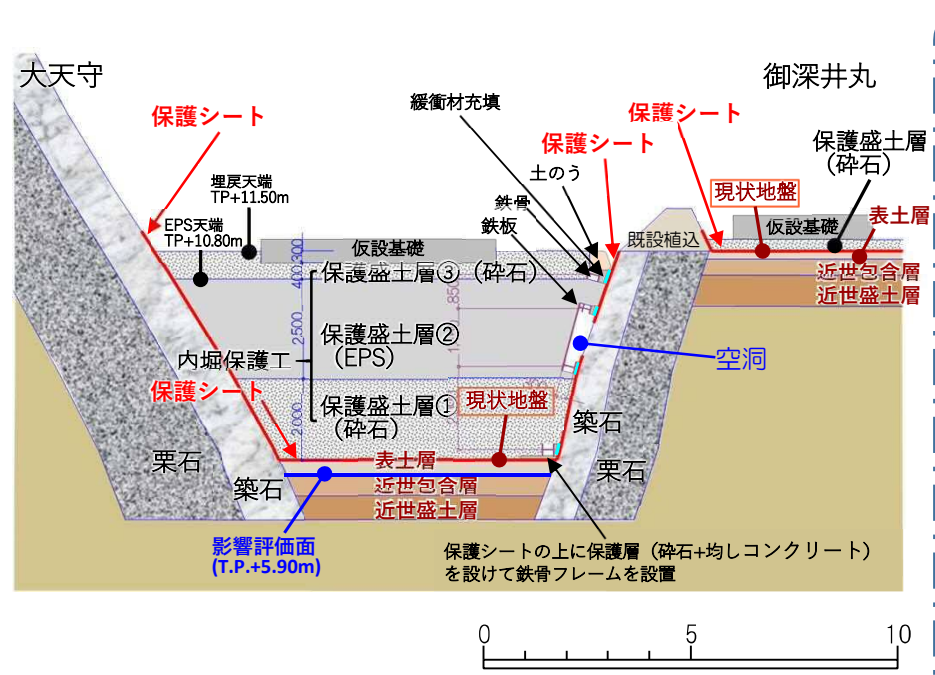 大天守
御深井丸
保護シート
緩衝材充填
保護シート
保護シート
保護盛土層
（砕石）
土のう
埋戻天端
TP+11.50m
鉄骨
現状地盤
表土層
EPS天端
TP+10.80m
鉄板
既設植込
仮設基礎
仮設基礎
300
400
保護盛土層③（砕石）
近世包含層
近世盛土層
850
2,500
保護盛土層②
（EPS）
内堀保護工
空洞
保護シート
保護盛土層①
（砕石）
現状地盤
2,000
築石
栗石
表土層
栗石
築石
近世包含層
近世盛土層
影響評価面
(T.P.+5.90m)
保護シートの上に保護層（砕石+均しコンクリート）
を設けて鉄骨フレームを設置
0 5 10